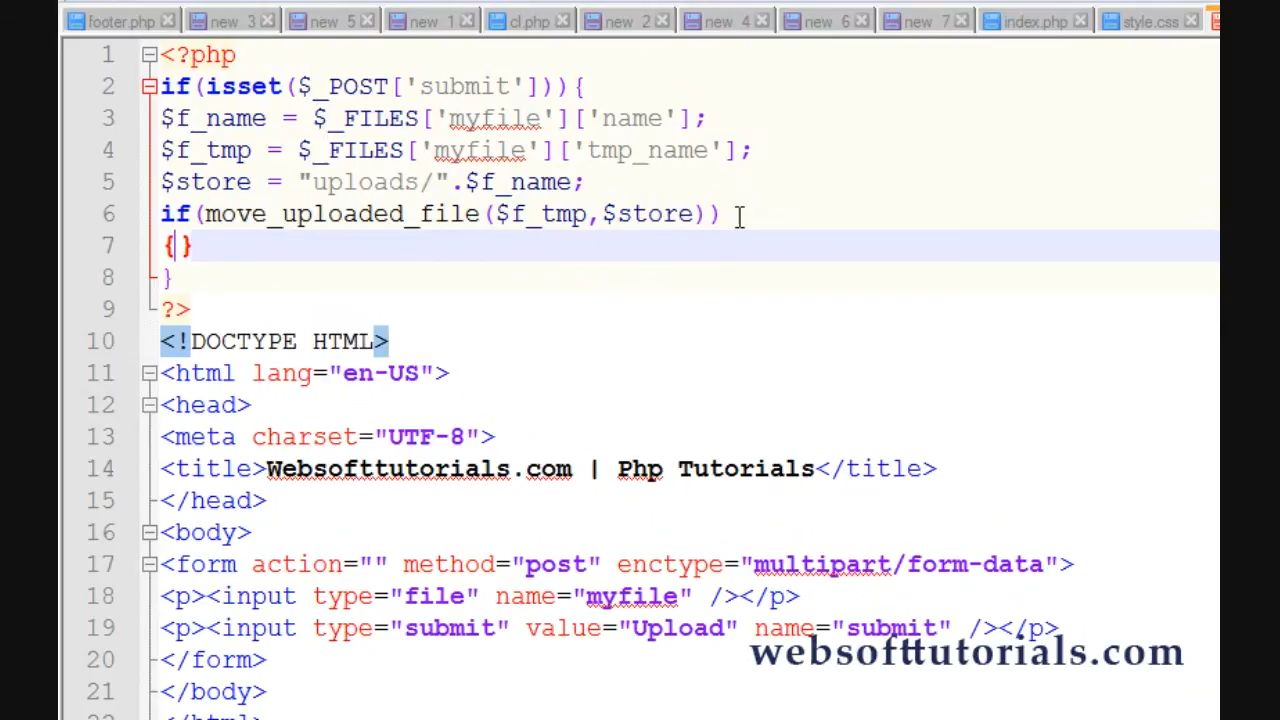 footer.php new 3 new 5 new 1 cl.php new 2 new 4 new 6 new 7 index.php style.css
1 <?php
2 if(isset($_POST['submit'])){
3 $f_name = $_FILES['myfile']['name'];
4 $f_tmp = $_FILES['myfile']['tmp_name'];
5 $store = "uploads/".$f_name;
6 if(move_uploaded_file($f_tmp,$store))
7 {}
8 }
9 ?>
10 <!DOCTYPE HTML>
11 <html lang="en-US">
12 <head>
13 <meta charset="UTF-8">
14 <title>Websofttutorials.com | Php Tutorials</title>
15 </head>
16 <body>
17 <form action="" method="post" enctype="multipart/form-data">
18 <p><input type="file" name="myfile" /></p>
19 <p><input type="submit" value="Upload" name="submit" /></p>
websofttutorials.com
20 </form>
21 </body>